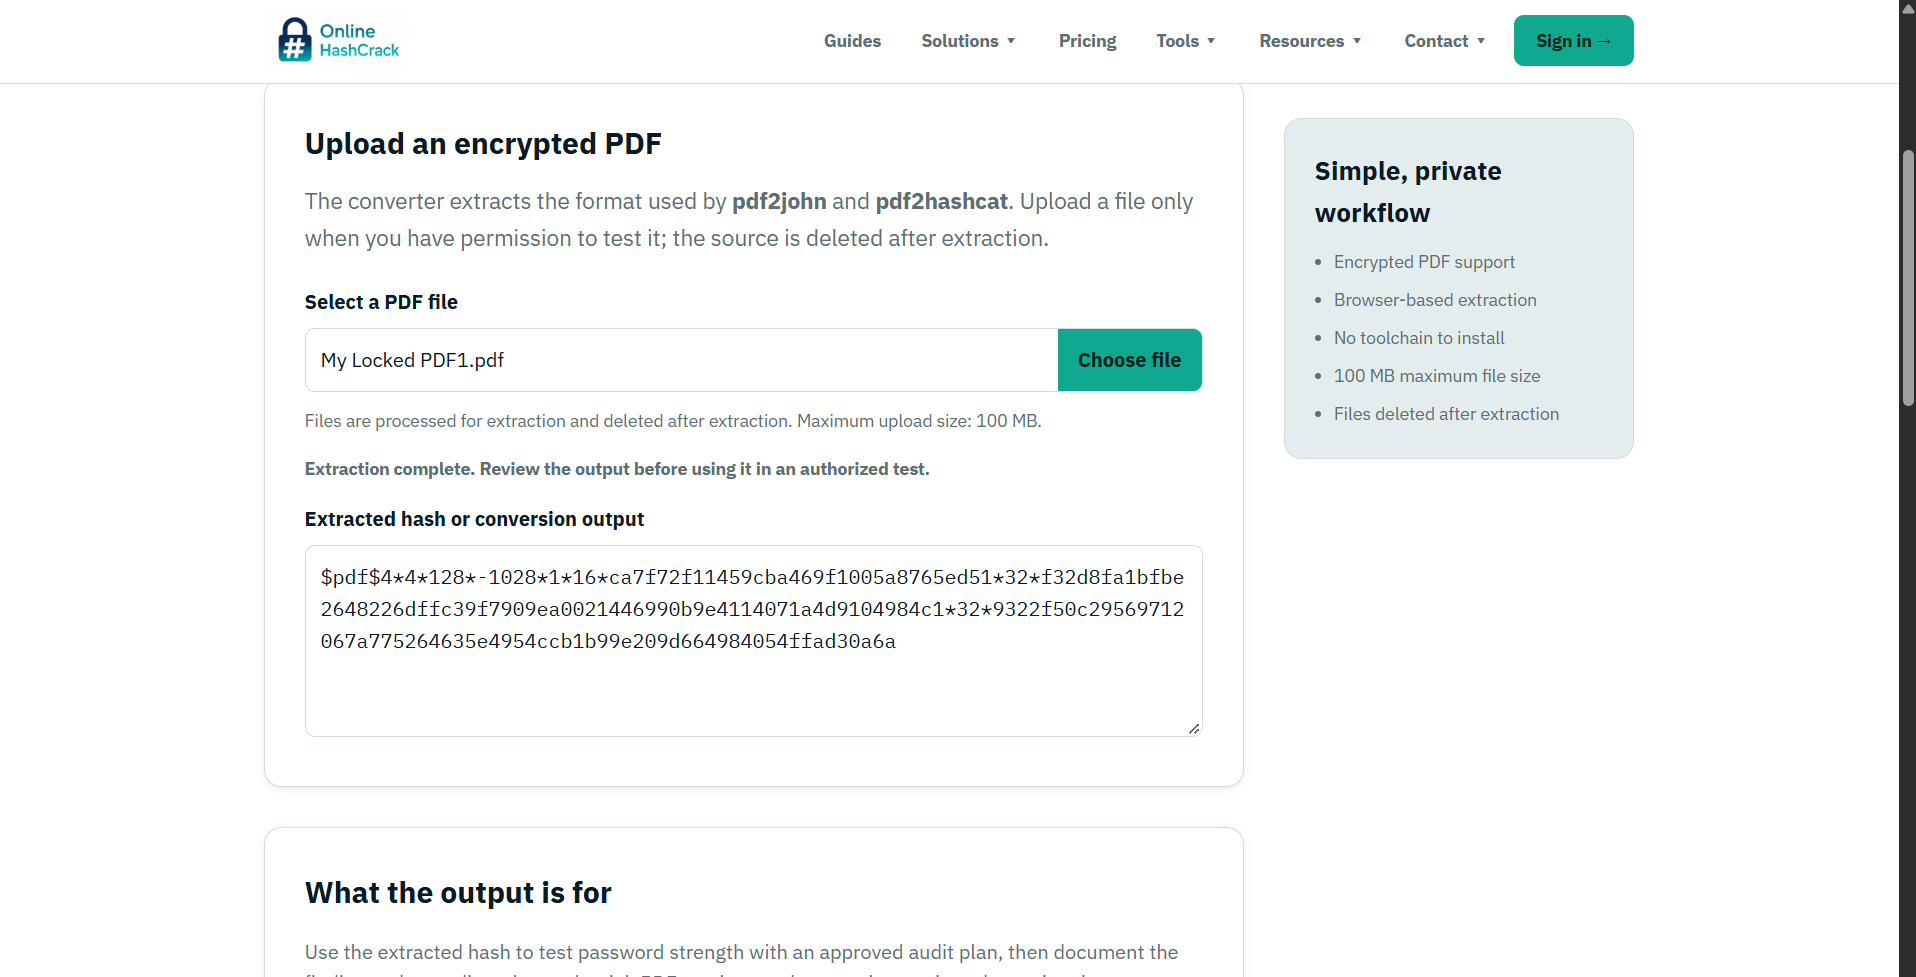 Online
HashCrack
Guides
Solutions ▼
Pricing
Tools ▼
Resources ▼
Contact ▼
Sign in →
Upload an encrypted PDF
The converter extracts the format used by pdf2john and pdf2hashcat. Upload a file only
when you have permission to test it; the source is deleted after extraction.
Select a PDF file
My Locked PDF1.pdf
Choose file
Files are processed for extraction and deleted after extraction. Maximum upload size: 100 MB.
Extraction complete. Review the output before using it in an authorized test.
Extracted hash or conversion output
$pdf$4*4*128*-1028*1*16*ca7f72f11459cba469f1005a8765ed51*32*f32d8fa1bfbe
2648226dffc39f7909ea0021446990b9e4114071a4d9104984c1*32*9322f50c29569712
067a775264635e4954ccb1b99e209d664984054ffad30a6a
Simple, private
workflow
• Encrypted PDF support
• Browser-based extraction
• No toolchain to install
• 100 MB maximum file size
• Files deleted after extraction
What the output is for
Use the extracted hash to test password strength with an approved audit plan, then document the